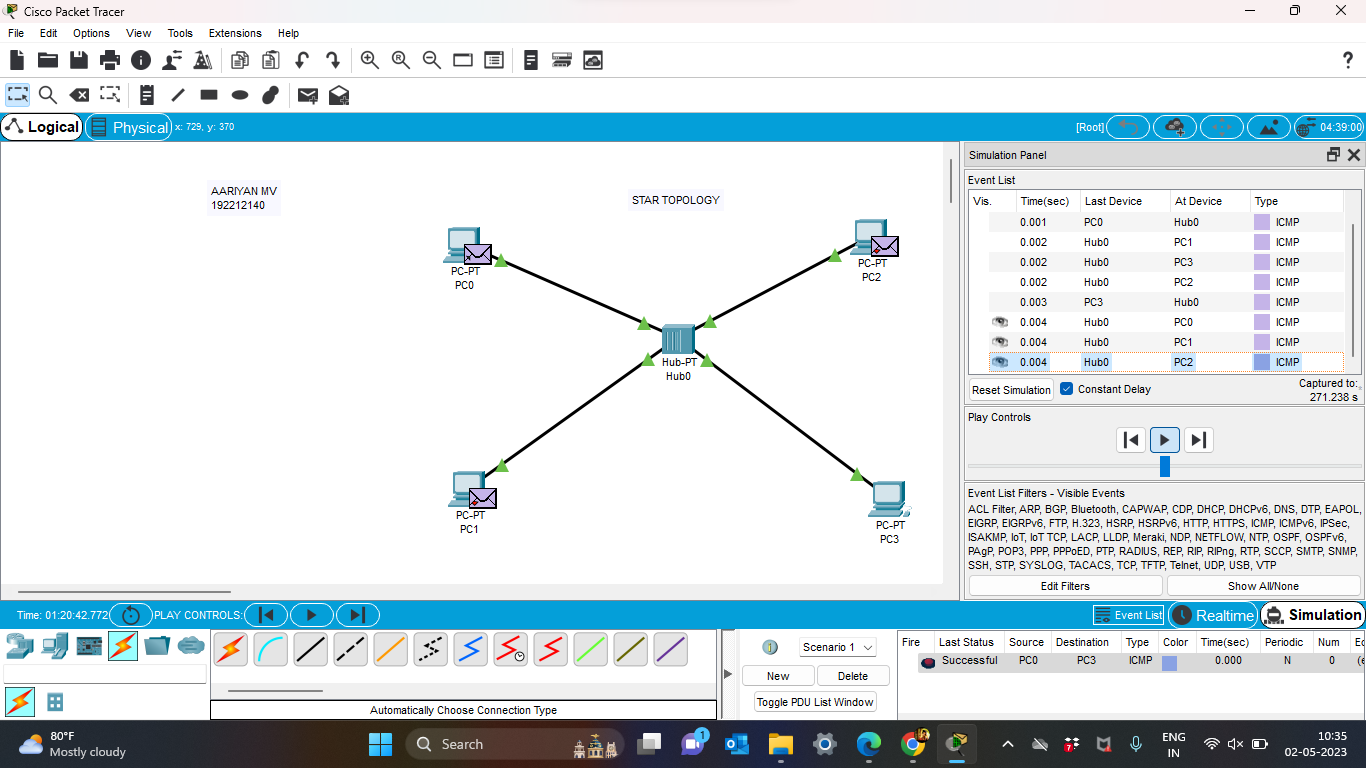 Cisco Packet Tracer
File Edit Options View Tools Extensions Help
?
Logical Physical x: 729, y: 370 [Root] 04:39:00
AARIYAN MV
192212140
STAR TOPOLOGY
PC-PT
PC0
PC-PT
PC2
Hub-PT
Hub0
PC-PT
PC1
PC-PT
PC3
Simulation Panel
Event List
Vis. Time(sec) Last Device At Device Type
0.001 PC0 Hub0 ICMP
0.002 Hub0 PC1 ICMP
0.002 Hub0 PC3 ICMP
0.002 Hub0 PC2 ICMP
0.003 PC3 Hub0 ICMP
0.004 Hub0 PC0 ICMP
0.004 Hub0 PC1 ICMP
0.004 Hub0 PC2 ICMP
Reset Simulation Constant Delay Captured to:
271.238 s
Play Controls
Event List Filters - Visible Events
ACL Filter, ARP, BGP, Bluetooth, CAPWAP, CDP, DHCP, DHCPv6, DNS, DTP, EAPOL,
EIGRP, EIGRPv6, FTP, H.323, HSRP, HSRPv6, HTTP, HTTPS, ICMP, ICMPv6, IPSec,
ISAKMP, IoT, IoT TCP, LACP, LLDP, Meraki, NDP, NETFLOW, NTP, OSPF, OSPFv6,
PAgP, POP3, PPP, PPPoED, PTP, RADIUS, REP, RIP, RIPng, RTP, SCCP, SMTP, SNMP,
SSH, STP, SYSLOG, TACACS, TCP, TFTP, Telnet, UDP, USB, VTP
Edit Filters Show All/None
Time: 01:20:42.772 PLAY CONTROLS: Event List Realtime Simulation
Automatically Choose Connection Type
Scenario 1
New Delete
Toggle PDU List Window
Fire Last Status Source Destination Type Color Time(sec) Periodic Num
Successful PC0 PC3 ICMP 0.000 N 0
80°F
Mostly cloudy
Search
1
ENG
IN
10:35
02-05-2023